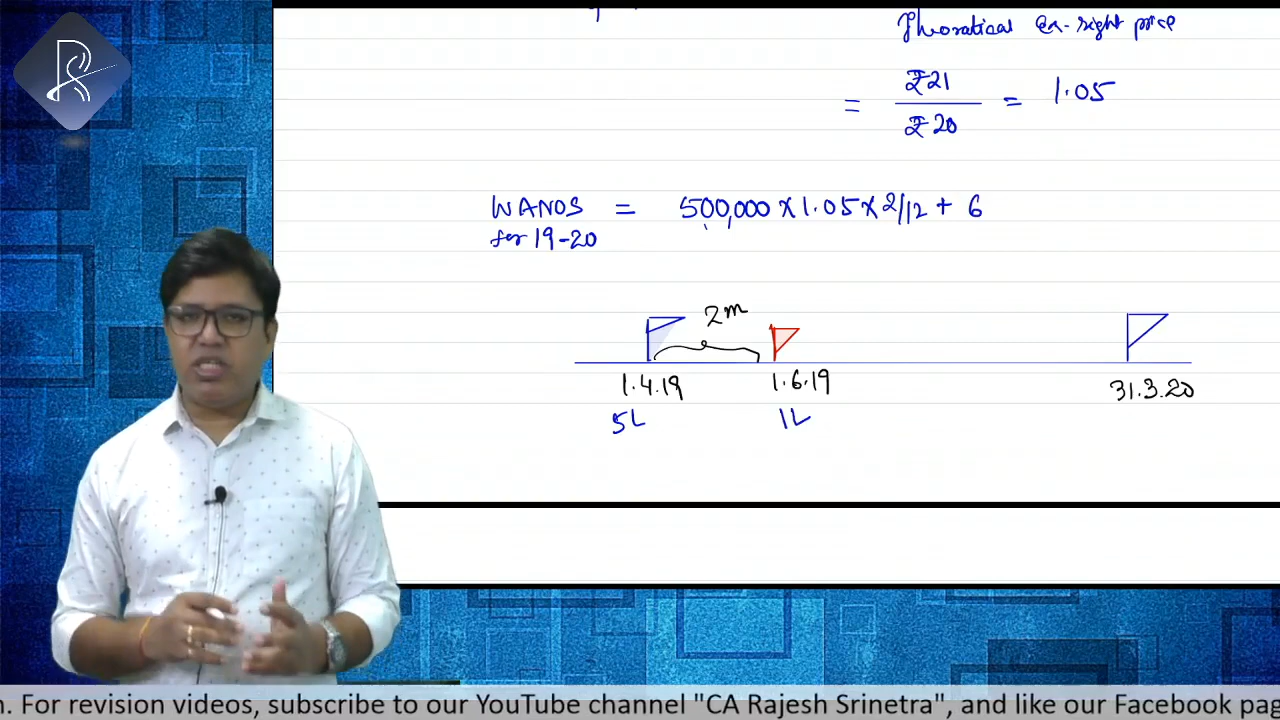 RS
Theoratical Ex-right price
= ₹21 / ₹20 = 1.05
WANOS = 500,000 × 1.05 × 2/12 + 6
for 19-20
2m
1.4.19 1.6.19 31.3.20
5L 1L
n. For revision videos, subscribe to our YouTube channel "CA Rajesh Srinetra", and like our Facebook pag